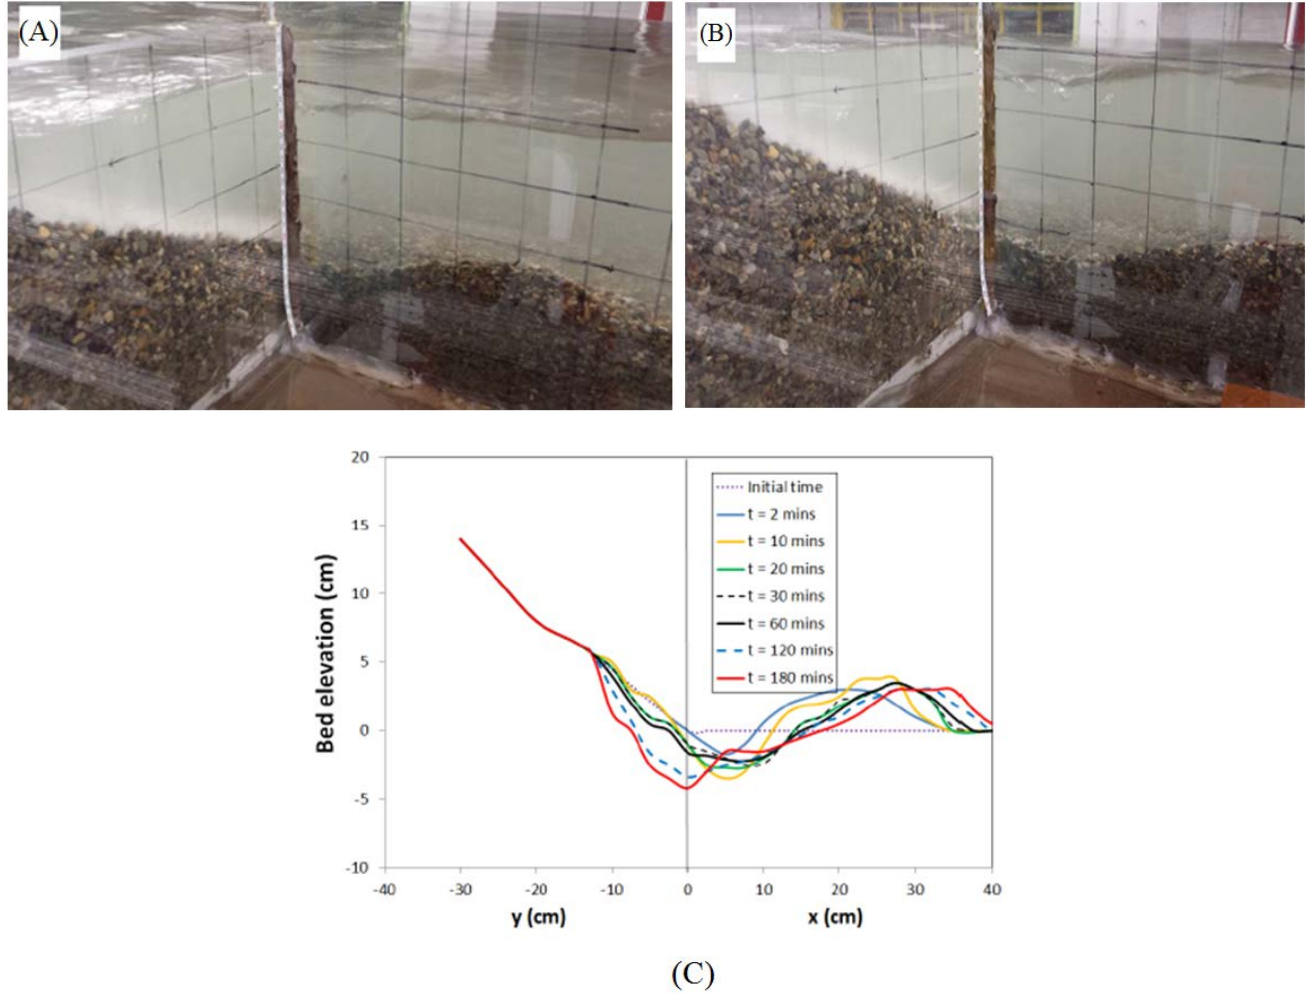 (A)
(B)
20
15
10
5
0
-5
-10
Bed elevation (cm)
Initial time
t = 2 mins
t = 10 mins
t = 20 mins
t = 30 mins
t = 60 mins
t = 120 mins
t = 180 mins
-40 -30 -20 -10 0 10 20 30 40
y (cm) x (cm)
(C)